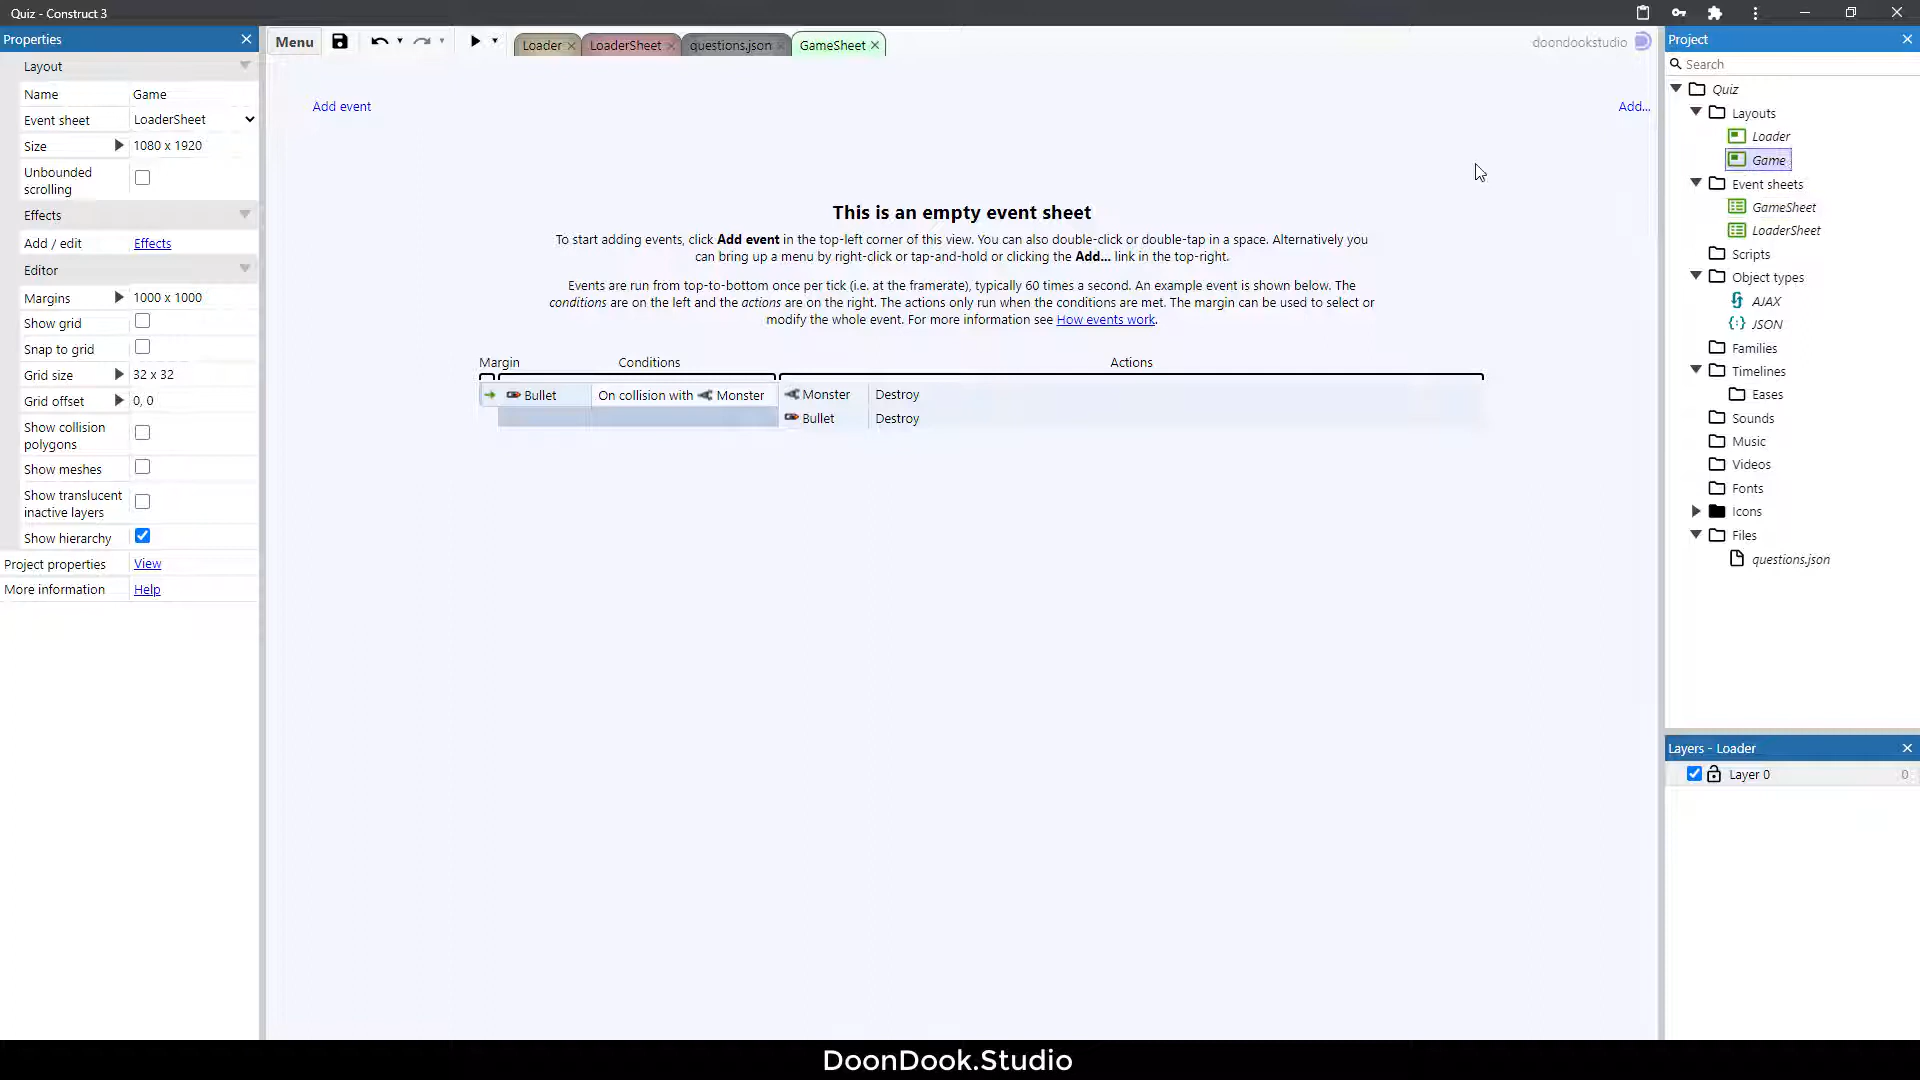 Quiz - Construct 3
Properties
Layout
Name Game
Event sheet LoaderSheet
Size 1080 x 1920
Unbounded
scrolling
Effects
Add / edit Effects
Editor
Margins 1000 x 1000
Show grid
Snap to grid
Grid size 32 x 32
Grid offset 0, 0
Show collision
polygons
Show meshes
Show translucent
inactive layers
Show hierarchy
Project properties View
More information Help
Menu
Loader
LoaderSheet
questions.json
GameSheet
doondookstudio
Add event
Add...
This is an empty event sheet
To start adding events, click Add event in the top-left corner of this view. You can also double-click or double-tap in a space. Alternatively you
can bring up a menu by right-click or tap-and-hold or clicking the Add... link in the top-right.
Events are run from top-to-bottom once per tick (i.e. at the framerate), typically 60 times a second. An example event is shown below. The
conditions are on the left and the actions are on the right. The actions only run when the conditions are met. The margin can be used to select or
modify the whole event. For more information see How events work.
Margin Conditions Actions
Bullet On collision with Monster Monster Destroy
Bullet Destroy
Project
Search
Quiz
Layouts
Loader
Game
Event sheets
GameSheet
LoaderSheet
Scripts
Object types
AJAX
JSON
Families
Timelines
Eases
Sounds
Music
Videos
Fonts
Icons
Files
questions.json
Layers - Loader
Layer 0 0
DoonDook.Studio